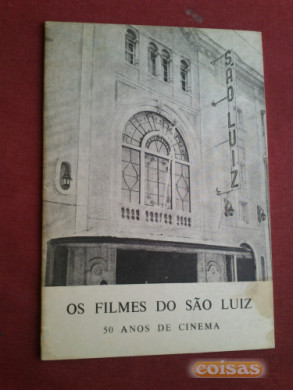 SÃO LUIZ
OS FILMES DO SÃO LUIZ
50 ANOS DE CINEMA
coisas